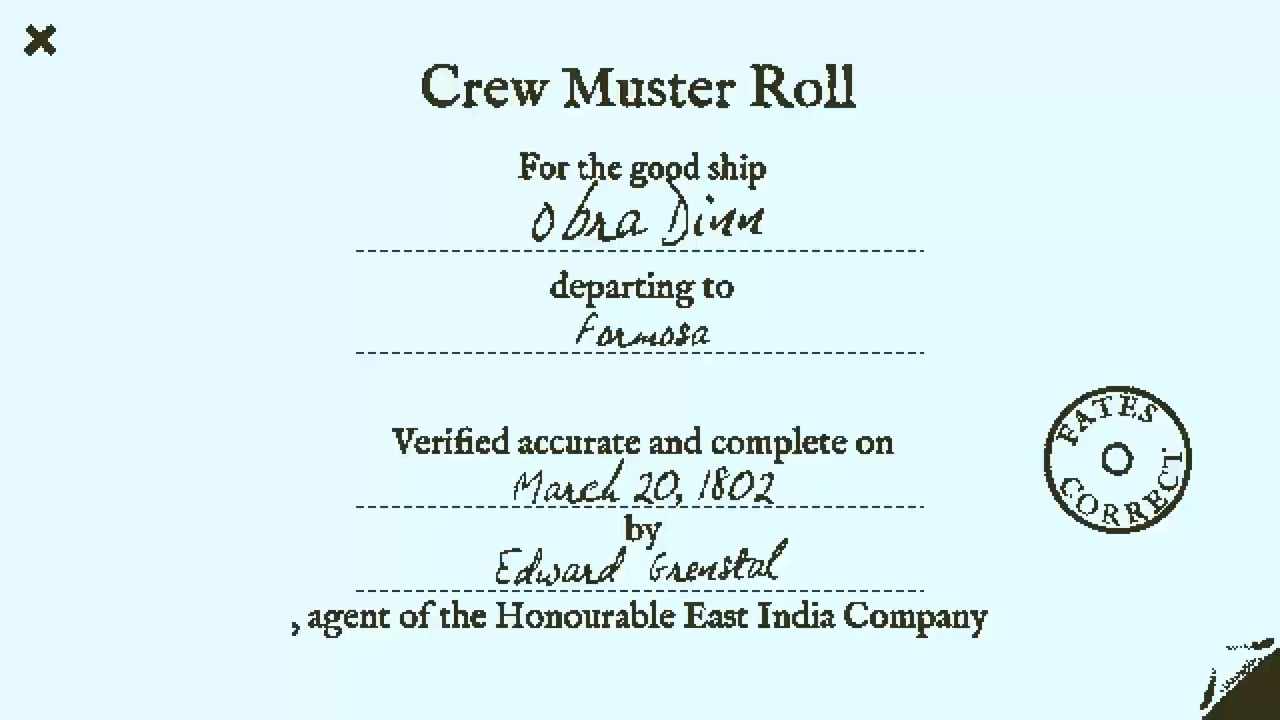 Crew Muster Roll
For the good ship
Obra Dinn
departing to
Formosa
Verified accurate and complete on
March 20, 1802
by
Edward Grenstal
, agent of the Honourable East India Company
FATES
CORRECT